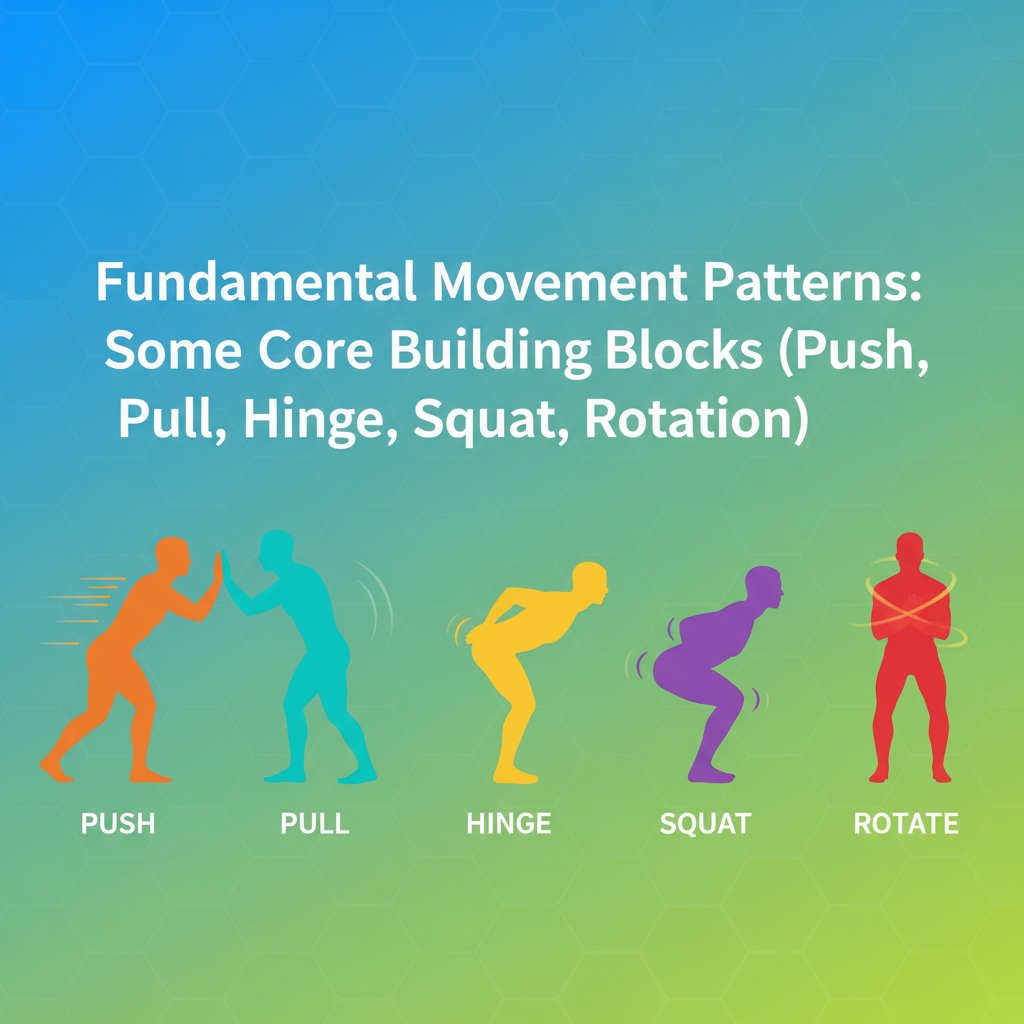 Fundamental Movement Patterns:
Some Core Building Blocks (Push,
Pull, Hinge, Squat, Rotation)
PUSH
PULL
HINGE
SQUAT
ROTATE